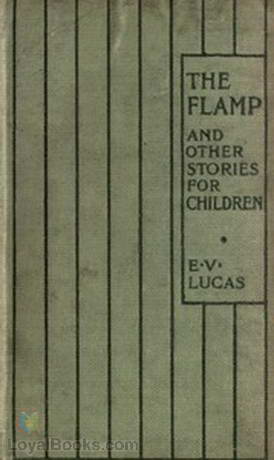 THE
FLAMP
AND
OTHER
STORIES
FOR
CHILDREN
E·V·
LUCAS
LoyalBooks.com